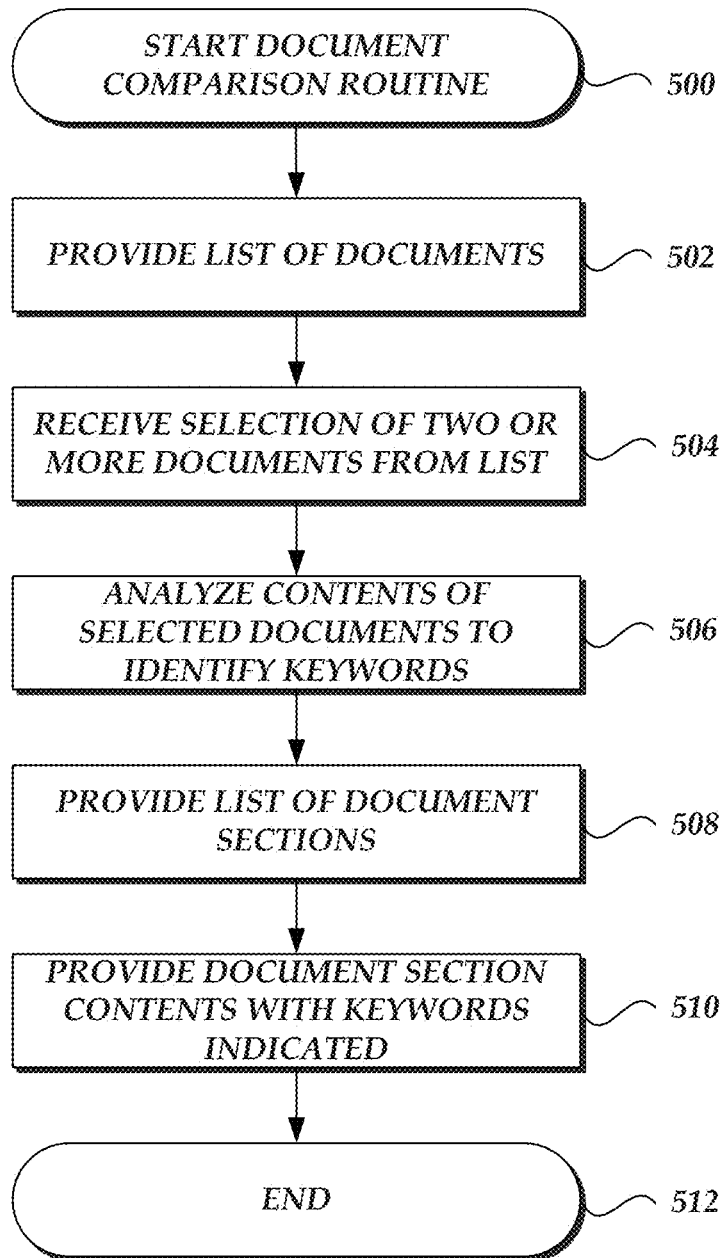 START DOCUMENT
COMPARISON ROUTINE
500
PROVIDE LIST OF DOCUMENTS
502
RECEIVE SELECTION OF TWO OR
MORE DOCUMENTS FROM LIST
504
ANALYZE CONTENTS OF
SELECTED DOCUMENTS TO
IDENTIFY KEYWORDS
506
PROVIDE LIST OF DOCUMENT
SECTIONS
508
PROVIDE DOCUMENT SECTION
CONTENTS WITH KEYWORDS
INDICATED
510
END
512